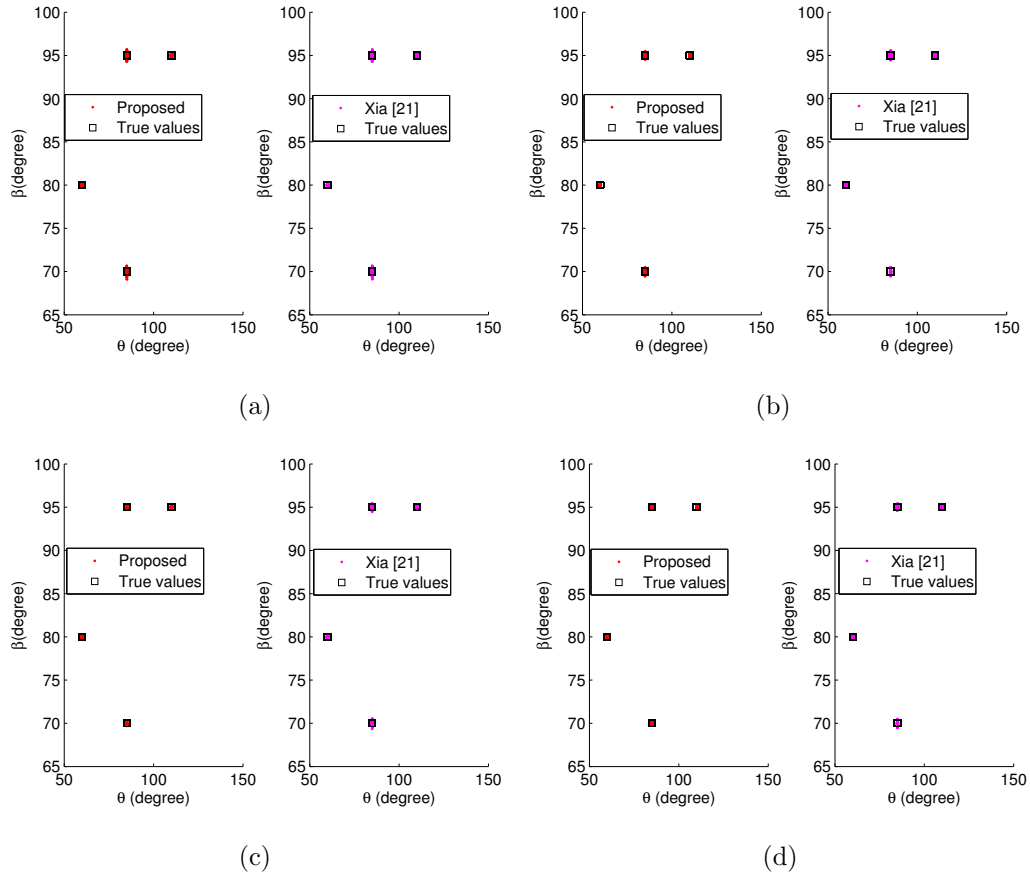 100
95
90
85
80
75
70
65
50 100 150
β(degree)
θ (degree)
Proposed
True values
100
95
90
85
80
75
70
65
50 100 150
β(degree)
θ (degree)
Xia [21]
True values
(a)
100
95
90
85
80
75
70
65
50 100 150
β(degree)
θ (degree)
Proposed
True values
100
95
90
85
80
75
70
65
50 100 150
β(degree)
θ (degree)
Xia [21]
True values
(b)
100
95
90
85
80
75
70
65
50 100 150
β(degree)
θ (degree)
Proposed
True values
100
95
90
85
80
75
70
65
50 100 150
β(degree)
θ (degree)
Xia [21]
True values
(c)
100
95
90
85
80
75
70
65
50 100 150
β(degree)
θ (degree)
Proposed
True values
100
95
90
85
80
75
70
65
50 100 150
β(degree)
θ (degree)
Xia [21]
True values
(d)